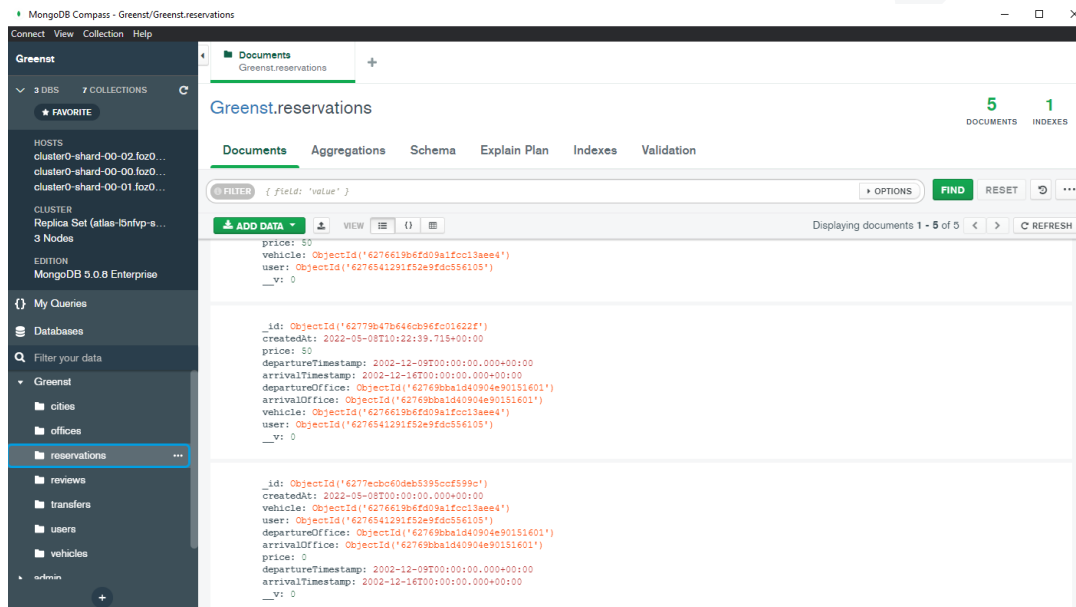 MongoDB Compass - Greenst/Greenst.reservations
Connect View Collection Help
Greenst
Documents
Greenst.reservations
3 DBS 7 COLLECTIONS
FAVORITE
HOSTS
cluster0-shard-00-02.foz0...
cluster0-shard-00-00.foz0...
cluster0-shard-00-01.foz0...
CLUSTER
Replica Set (atlas-l5nfvp-s...
3 Nodes
EDITION
MongoDB 5.0.8 Enterprise
My Queries
Databases
Filter your data
Greenst
cities
offices
reservations
reviews
transfers
users
vehicles
admin
Greenst.reservations
5
DOCUMENTS
1
INDEXES
Documents Aggregations Schema Explain Plan Indexes Validation
FILTER { field: 'value' } OPTIONS FIND RESET
ADD DATA VIEW {} Displaying documents 1 - 5 of 5 < > REFRESH
price: 50
vehicle: ObjectId('6276619b6fd09a1fcc13aee4')
user: ObjectId('6276541291f52e9fdc556105')
__v: 0
_id: ObjectId('62779b47b646cb96fc01622f')
createdAt: 2022-05-08T10:22:39.715+00:00
price: 50
departureTimestamp: 2002-12-09T00:00:00.000+00:00
arrivalTimestamp: 2002-12-16T00:00:00.000+00:00
departureOffice: ObjectId('62769bba1d40904e90151601')
arrivalOffice: ObjectId('62769bba1d40904e90151601')
vehicle: ObjectId('6276619b6fd09a1fcc13aee4')
user: ObjectId('6276541291f52e9fdc556105')
__v: 0
_id: ObjectId('6277ecbc60deb5395ccf599c')
createdAt: 2022-05-08T00:00:00.000+00:00
vehicle: ObjectId('6276619b6fd09a1fcc13aee4')
user: ObjectId('6276541291f52e9fdc556105')
departureOffice: ObjectId('62769bba1d40904e90151601')
arrivalOffice: ObjectId('62769bba1d40904e90151601')
price: 0
departureTimestamp: 2002-12-09T00:00:00.000+00:00
arrivalTimestamp: 2002-12-16T00:00:00.000+00:00
__v: 0